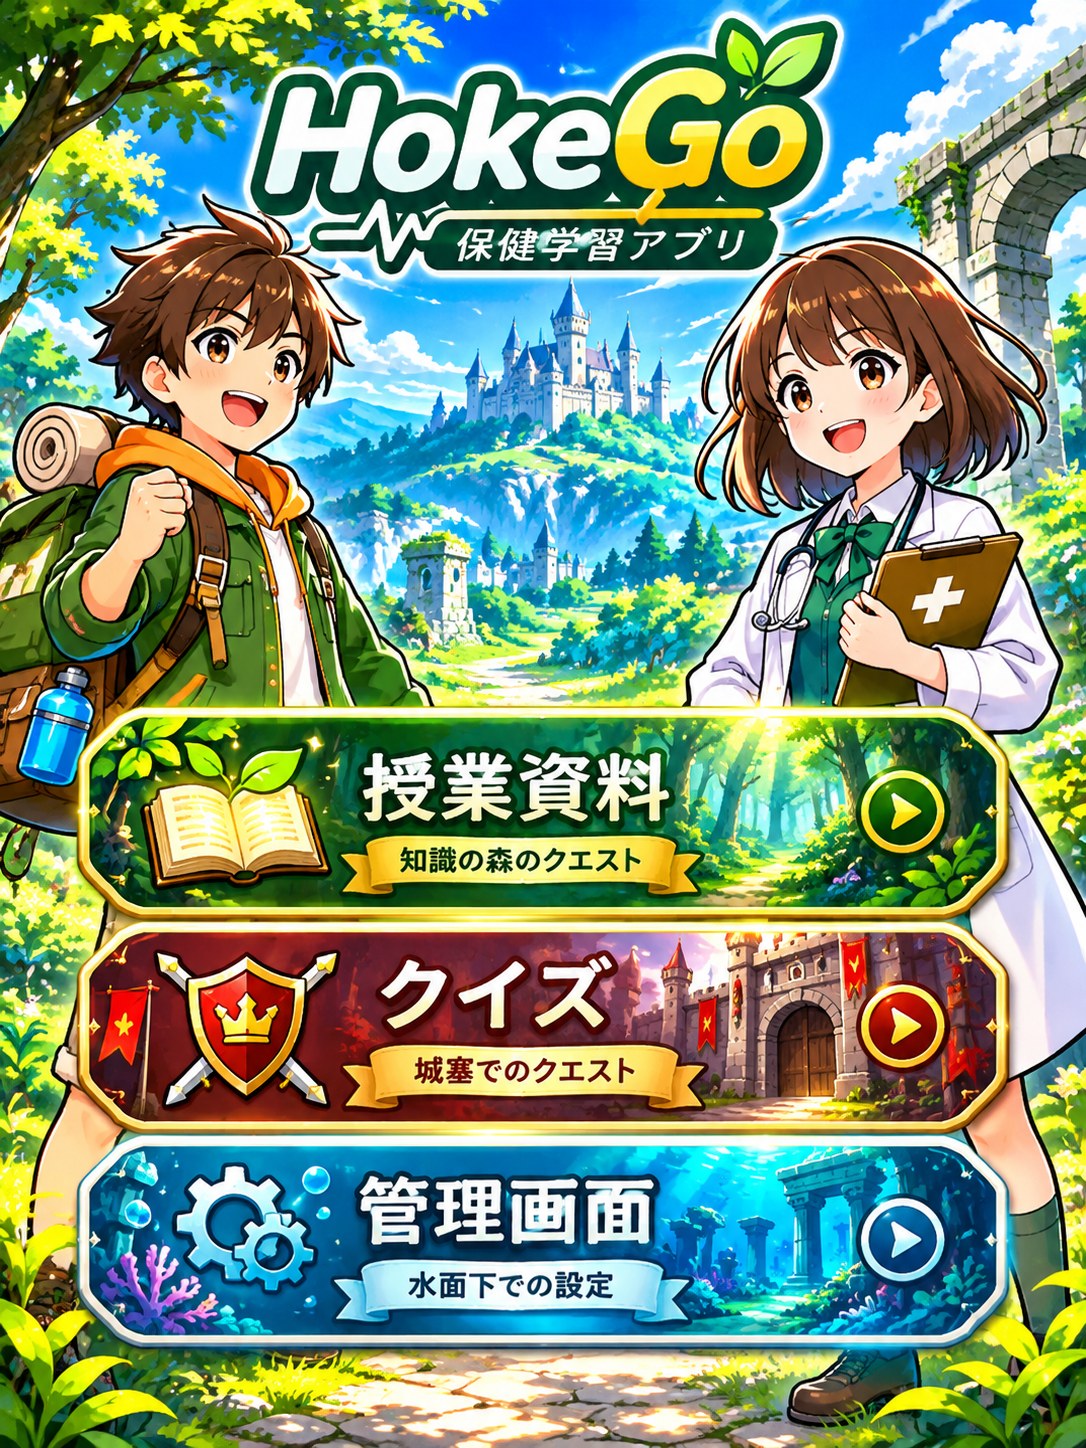 HokeGo
保健学習アプリ
授業資料
知識の森のクエスト
クイズ
城塞でのクエスト
管理画面
水面下での設定